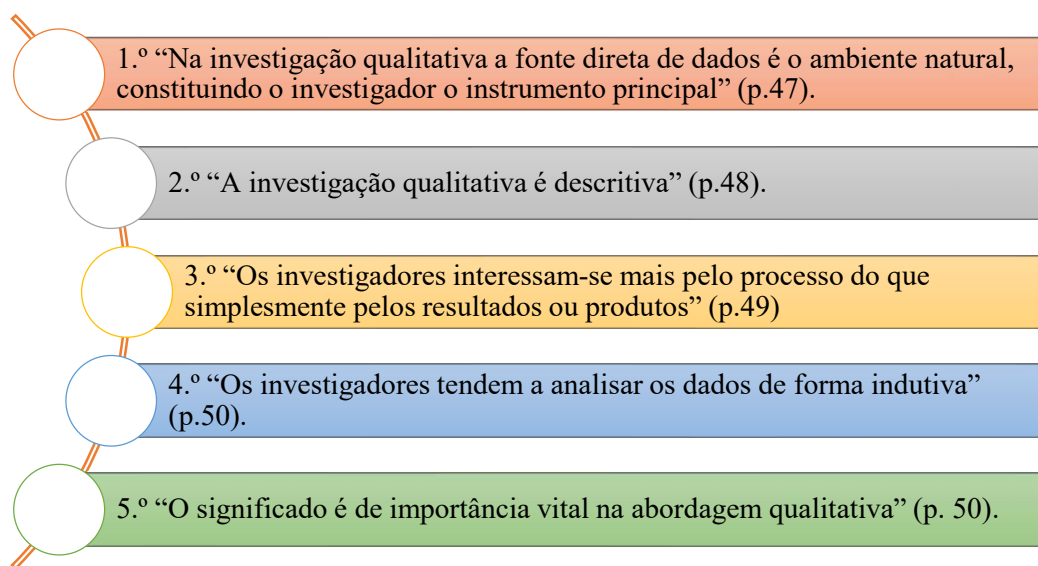 1.º “Na investigação qualitativa a fonte direta de dados é o ambiente natural,
constituindo o investigador o instrumento principal” (p.47).
2.º “A investigação qualitativa é descritiva” (p.48).
3.º “Os investigadores interessam-se mais pelo processo do que
simplesmente pelos resultados ou produtos” (p.49)
4.º “Os investigadores tendem a analisar os dados de forma indutiva”
(p.50).
5.º “O significado é de importância vital na abordagem qualitativa” (p. 50).